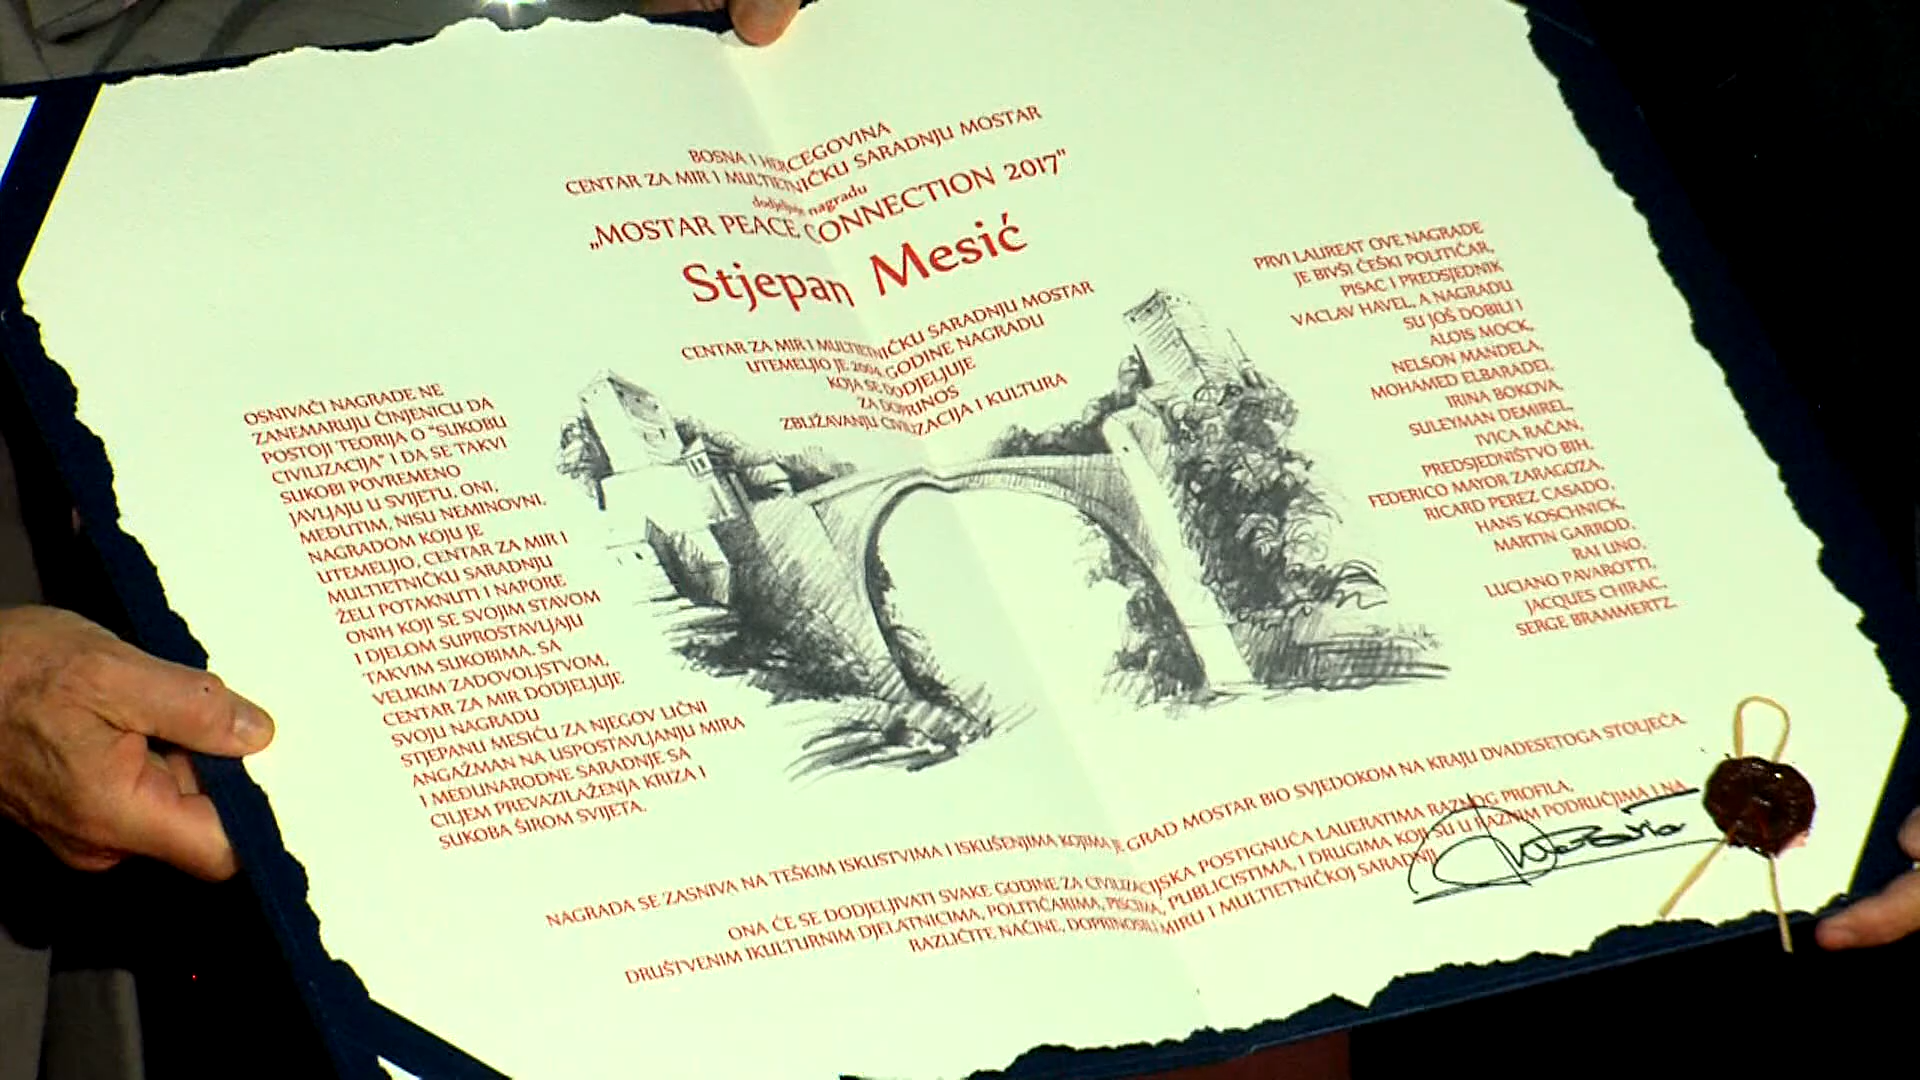 BOSNA I HERCEGOVINA
CENTAR ZA MIR I MULTIETNIČKU SARADNJU MOSTAR
dodjeljuje nagradu
„MOSTAR PEACE CONNECTION 2017”
Stjepan Mesić
CENTAR ZA MIR I MULTIETNIČKU SARADNJU MOSTAR
UTEMELJIO JE 2004. GODINE NAGRADU
KOJA SE DODJELJUJE
ZA DOPRINOS
ZBLIŽAVANJU CIVILIZACIJA I KULTURA
OSNIVAČI NAGRADE NE
ZANEMARUJU ČINJENICU DA
POSTOJI TEORIJA O “SUKOBU
CIVILIZACIJA” I DA SE TAKVI
SUKOBI POVREMENO
JAVLJAJU U SVIJETU. ONI,
MEĐUTIM, NISU NEMINOVNI.
NAGRADOM KOJU JE
UTEMELJIO, CENTAR ZA MIR I
MULTIETNIČKU SARADNJU
ŽELI POTAKNUTI I NAPORE
ONIH KOJI SE SVOJIM STAVOM
I DJELOM SUPROSTAVLJAJU
TAKVIM SUKOBIMA. SA
VELIKIM ZADOVOLJSTVOM,
CENTAR ZA MIR DODJELJUJE
SVOJU NAGRADU
STJEPANU MESIĆU ZA NJEGOV LIČNI
ANGAŽMAN NA USPOSTAVLJANJU MIRA
I MEĐUNARODNE SARADNJE SA
CILJEM PREVAZILAŽENJA KRIZA I
SUKOBA ŠIROM SVIJETA.
PRVI LAUREAT OVE NAGRADE
JE BIVŠI ČEŠKI POLITIČAR,
PISAC I PREDSJEDNIK
VACLAV HAVEL, A NAGRADU
SU JOŠ DOBILI I
ALOIS MOCK,
NELSON MANDELA,
MOHAMED ELBARADEI,
IRINA BOKOVA,
SULEYMAN DEMIREL,
IVICA RAČAN,
PREDSJEDNIŠTVO BIH,
FEDERICO MAYOR ZARAGOZA,
RICARD PEREZ CASADO,
HANS KOSCHNICK,
MARTIN GARROD,
RAI UNO,
LUCIANO PAVAROTTI,
JACQUES CHIRAC,
SERGE BRAMMERTZ.
NAGRADA SE ZASNIVA NA TEŠKIM ISKUSTVIMA I ISKUŠENJIMA KOJIMA JE GRAD MOSTAR BIO SVJEDOKOM NA KRAJU DVADESETOGA STOLJEĆA.
ONA ĆE SE DODJELJIVATI SVAKE GODINE ZA CIVILIZACIJSKA POSTIGNUĆA LAUERATIMA RAZNOG PROFILA,
DRUŠTVENIM IKULTURNIM DJELATNICIMA, POLITIČARIMA, PISCIMA, PUBLICISTIMA, I DRUGIMA KOJI SU U RAZNIM PODRUČJIMA I NA
RAZLIČITE NAČINE, DOPRINOSILI MIRU I MULTIETNIČKOJ SARADNJI